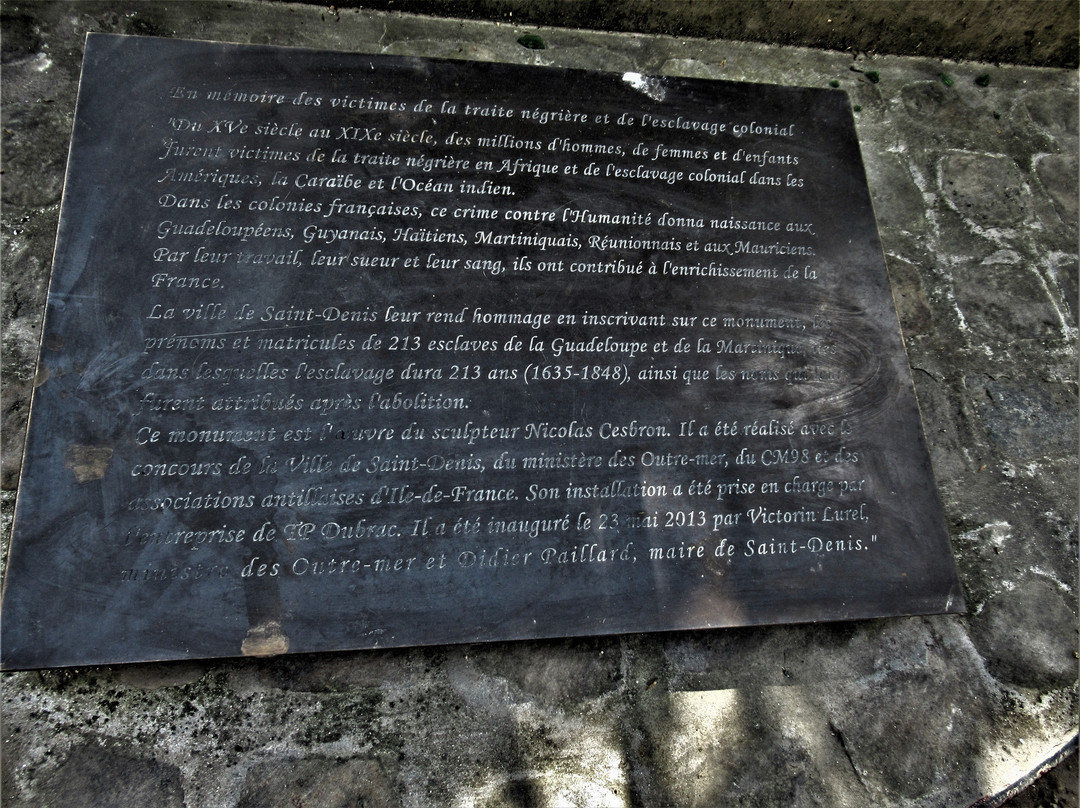 En mémoire des victimes de la traite négrière et de l'esclavage colonial
"Du XVe siècle au XIXe siècle, des millions d'hommes, de femmes et d'enfants
furent victimes de la traite négrière en Afrique et de l'esclavage colonial dans les
Amériques, la Caraïbe et l'Océan indien.
Dans les colonies françaises, ce crime contre l'Humanité donna naissance aux
Guadeloupéens, Guyanais, Haïtiens, Martiniquais, Réunionnais et aux Mauriciens.
Par leur travail, leur sueur et leur sang, ils ont contribué à l'enrichissement de la
France.
La ville de Saint-Denis leur rend hommage en inscrivant sur ce monument, les
prénoms et matricules de 213 esclaves de la Guadeloupe et de la Martinique,
dans lesquelles l'esclavage dura 213 ans (1635-1848), ainsi que les noms qui leur
furent attribués après l'abolition.
Ce monument est l'œuvre du sculpteur Nicolas Cesbron. Il a été réalisé avec le
concours de la Ville de Saint-Denis, du ministère des Outre-mer, du CM98 et des
associations antillaises d'Ile-de-France. Son installation a été prise en charge par
l'entreprise de TP Dubrac. Il a été inauguré le 23 mai 2013 par Victorin Lurel,
ministre des Outre-mer et Didier Paillard, maire de Saint-Denis."